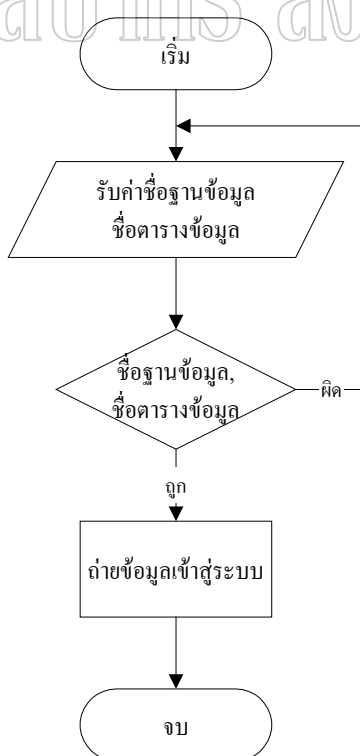 เริ่ม
รับค่าชื่อฐานข้อมูล
ชื่อตารางข้อมูล
ชื่อฐานข้อมูล,
ชื่อตารางข้อมูล
ผิด
ถูก
ถ่ายข้อมูลเข้าสู่ระบบ
จบ